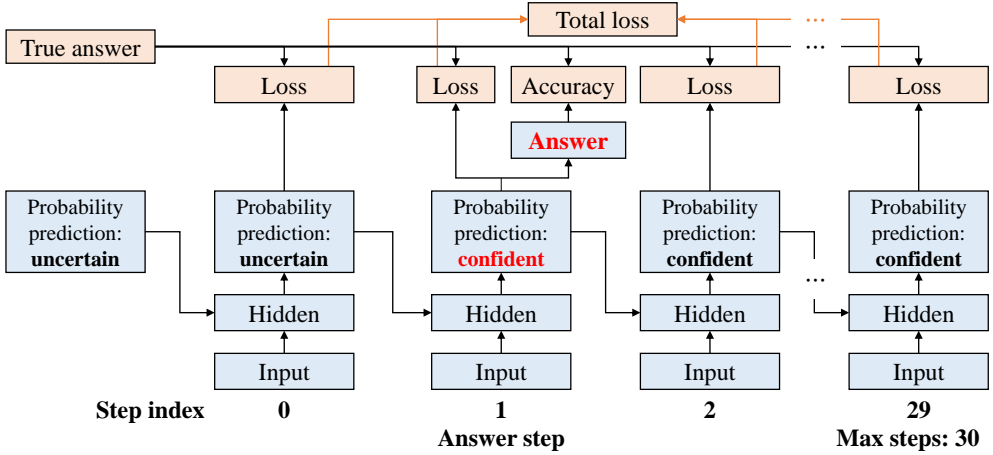 Total loss
True answer
... 
...
Loss
Loss
Accuracy
Loss
Loss
Answer
Probability
prediction:
uncertain
Probability
prediction:
uncertain
Probability
prediction:
confident
Probability
prediction:
confident
Probability
prediction:
confident
...
Hidden
Hidden
Hidden
Hidden
Input
Input
Input
Input
Step index 0 1 2 29
Answer step Max steps: 30